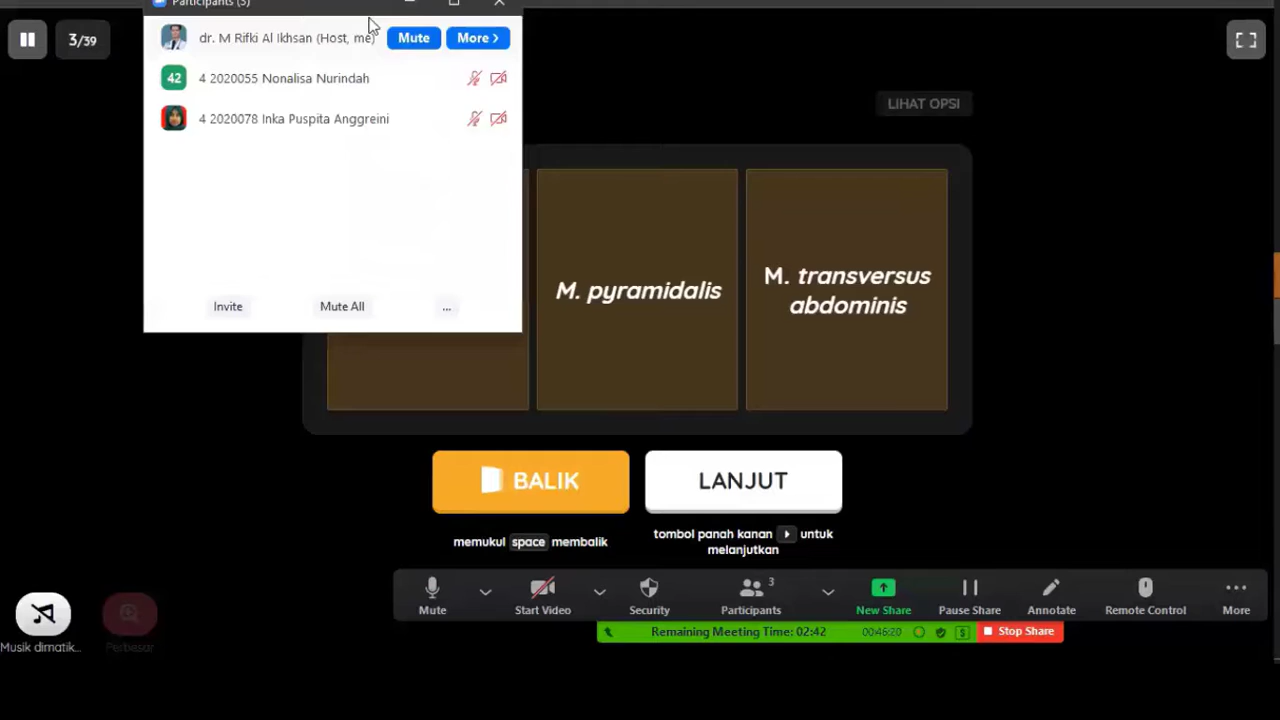 Participants (3)
3/39
dr. M Rifki Al Ikhsan (Host, me)
Mute
More >
42
4 2020055 Nonalisa Nurindah
4 2020078 Inka Puspita Anggreini
Invite
Mute All
...
LIHAT OPSI
M. pyramidalis
M. transversus
abdominis
BALIK
LANJUT
memukul space membalik
tombol panah kanan untuk
melanjutkan
Mute
Start Video
Security
Participants
3
New Share
Pause Share
Annotate
Remote Control
More
Remaining Meeting Time: 02:42
00:46:20
Stop Share
Musik dimatik...
Perbesar